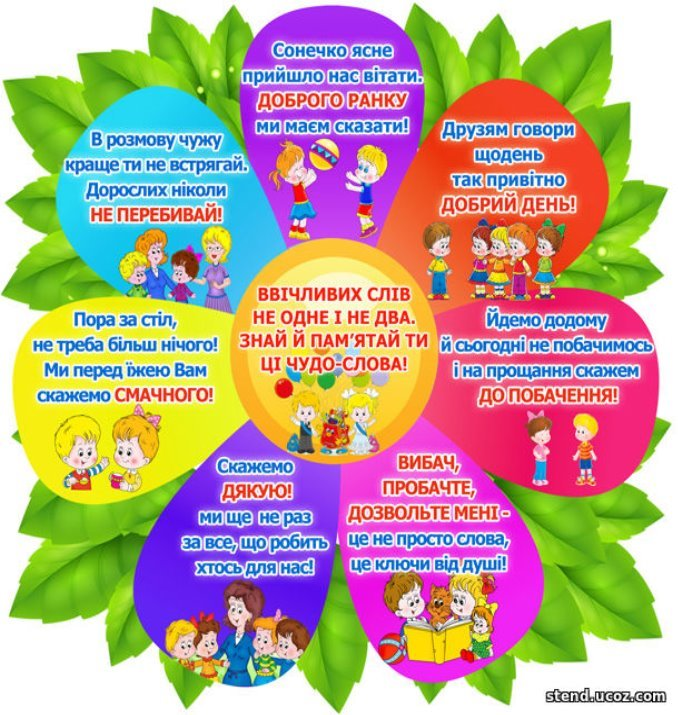 Сонечко ясне
прийшло нас вітати.
ДОБРОГО РАНКУ
ми маєм сказати!
Друзям говори
щодень
так привітно
ДОБРИЙ ДЕНЬ!
Йдемо додому
й сьогодні не побачимось
і на прощання скажем
ДО ПОБАЧЕННЯ!
ВИБАЧ,
ПРОБАЧТЕ,
ДОЗВОЛЬТЕ МЕНІ -
це не просто слова,
це ключи від душі!
Скажемо
ДЯКУЮ!
ми ще не раз
за все, що робить
хтось для нас!
Пора за стіл,
не треба більш нічого!
Ми перед їжею Вам
скажемо СМАЧНОГО!
В розмову чужу
краще ти не встрягай.
Дорослих ніколи
НЕ ПЕРЕБИВАЙ!
ВВІЧЛИВИХ СЛІВ
НЕ ОДНЕ І НЕ ДВА.
ЗНАЙ Й ПАМ'ЯТАЙ ТИ
ЦІ ЧУДО-СЛОВА!
stend.ucoz.com